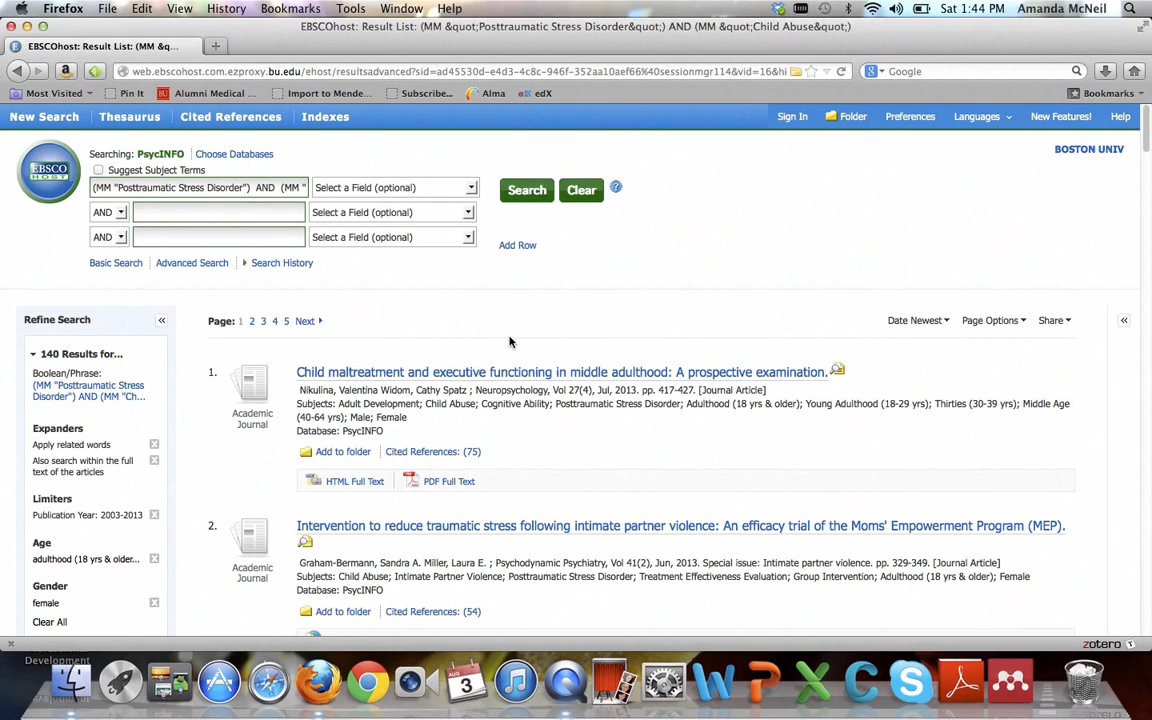 Firefox File Edit View History Bookmarks Tools Window Help Sat 1:44 PM Amanda McNeil
EBSCOhost: Result List: (MM &quot;Posttraumatic Stress Disorder&quot;) AND (MM &quot;Child Abuse&quot;)
EBSCOhost: Result List: (MM &q...
web.ebscohost.com.ezproxy.bu.edu/ehost/resultsadvanced?sid=ad45530d-e4d3-4c8c-946f-352aa10aef66%40sessionmgr114&vid=16&hi Google
Most Visited Pin It Alumni Medical ... Import to Mende... Subscribe... Alma edX Bookmarks
New Search Thesaurus Cited References Indexes Sign In Folder Preferences Languages New Features! Help
EBSCO HOST
Searching: PsycINFO Choose Databases BOSTON UNIV
Suggest Subject Terms
(MM "Posttraumatic Stress Disorder") AND (MM " Select a Field (optional) Search Clear
AND Select a Field (optional)
AND Select a Field (optional) Add Row
Basic Search Advanced Search Search History
Refine Search
140 Results for...
Boolean/Phrase:
(MM "Posttraumatic Stress
Disorder") AND (MM "Ch...
Expanders
Apply related words
Also search within the full
text of the articles
Limiters
Publication Year: 2003-2013
Age
adulthood (18 yrs & older...
Gender
female
Clear All
Page: 1 2 3 4 5 Next Date Newest Page Options Share
1. Child maltreatment and executive functioning in middle adulthood: A prospective examination.
Nikulina, Valentina Widom, Cathy Spatz ; Neuropsychology, Vol 27(4), Jul, 2013. pp. 417-427. [Journal Article]
Subjects: Adult Development; Child Abuse; Cognitive Ability; Posttraumatic Stress Disorder; Adulthood (18 yrs & older); Young Adulthood (18-29 yrs); Thirties (30-39 yrs); Middle Age
(40-64 yrs); Male; Female
Database: PsycINFO
Academic
Journal
Add to folder Cited References: (75)
HTML Full Text PDF Full Text
2. Intervention to reduce traumatic stress following intimate partner violence: An efficacy trial of the Moms' Empowerment Program (MEP).
Graham-Bermann, Sandra A. Miller, Laura E. ; Psychodynamic Psychiatry, Vol 41(2), Jun, 2013. Special issue: Intimate partner violence. pp. 329-349. [Journal Article]
Subjects: Child Abuse; Intimate Partner Violence; Posttraumatic Stress Disorder; Treatment Effectiveness Evaluation; Group Intervention; Adulthood (18 yrs & older); Female
Database: PsycINFO
Academic
Journal
Add to folder Cited References: (54)
zotero
Development
AUG
3